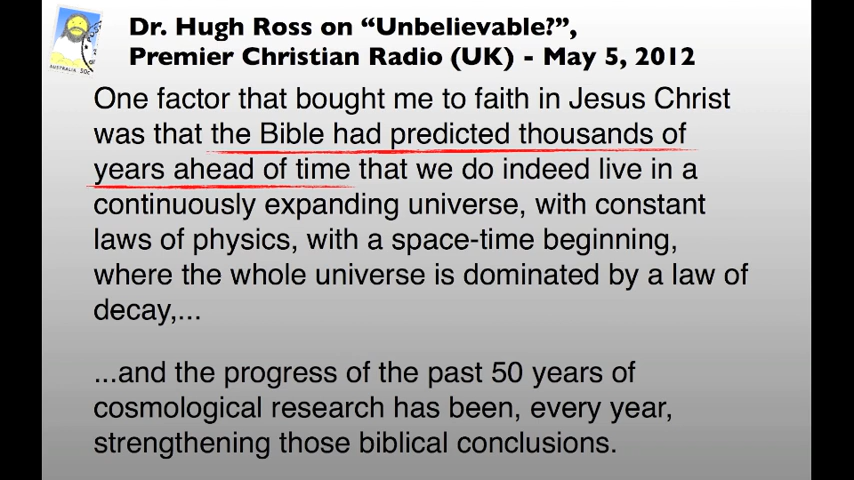 Dr. Hugh Ross on “Unbelievable?”,
Premier Christian Radio (UK) - May 5, 2012
One factor that bought me to faith in Jesus Christ
was that the Bible had predicted thousands of
years ahead of time that we do indeed live in a
continuously expanding universe, with constant
laws of physics, with a space-time beginning,
where the whole universe is dominated by a law of
decay,...
...and the progress of the past 50 years of
cosmological research has been, every year,
strengthening those biblical conclusions.
AUSTRALIA 50c